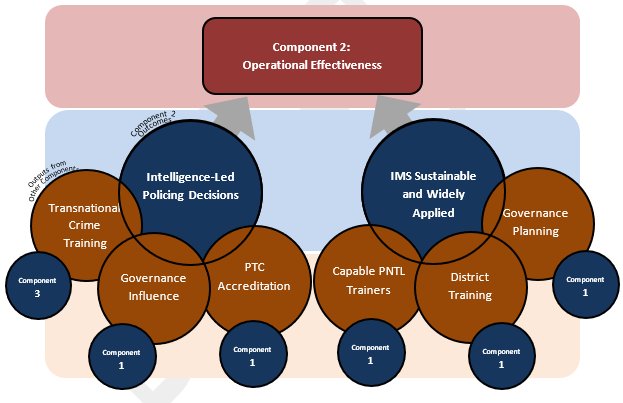 Component 2:
Operational Effectiveness
Component 2
Outcomes
Outputs from
Other Components
Intelligence-Led
Policing Decisions
IMS Sustainable
and Widely
Applied
Transnational
Crime
Training
Governance
Influence
PTC
Accreditation
Capable PNTL
Trainers
District
Training
Governance
Planning
Component
3
Component
1
Component
1
Component
1
Component
1
Component
1